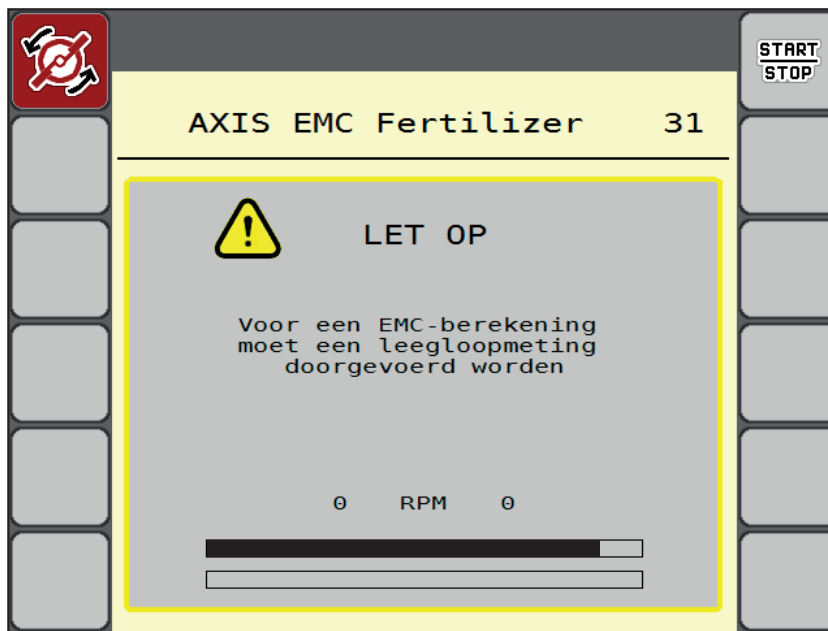 START
STOP
AXIS EMC Fertilizer 31
LET OP
Voor een EMC-berekening
moet een leegloopmeting
doorgevoerd worden
0 RPM 0